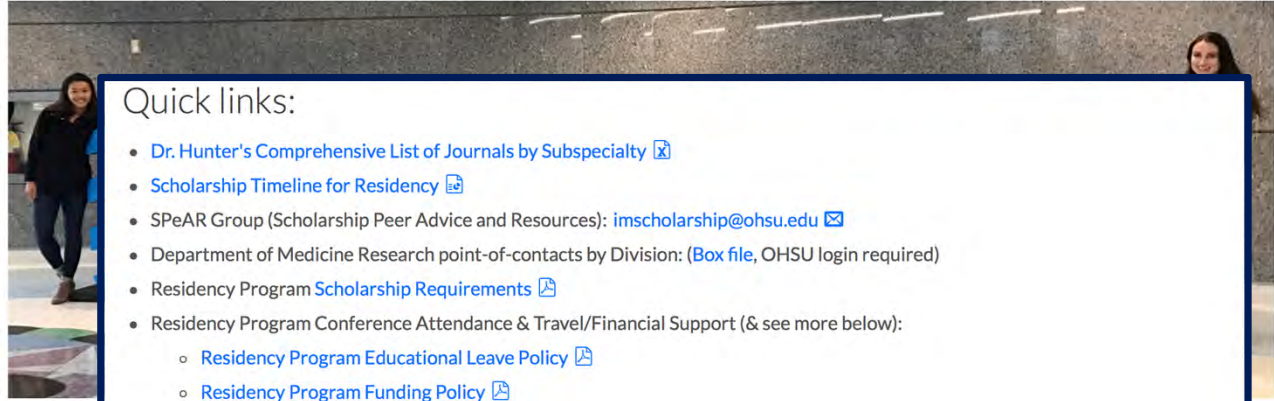 Quick links:
• Dr. Hunter's Comprehensive List of Journals by Subspecialty
• Scholarship Timeline for Residency
• SPeAR Group (Scholarship Peer Advice and Resources): imscholarship@ohsu.edu
• Department of Medicine Research point-of-contacts by Division: (Box file, OHSU login required)
• Residency Program Scholarship Requirements
• Residency Program Conference Attendance & Travel/Financial Support (& see more below):
◦ Residency Program Educational Leave Policy
◦ Residency Program Funding Policy